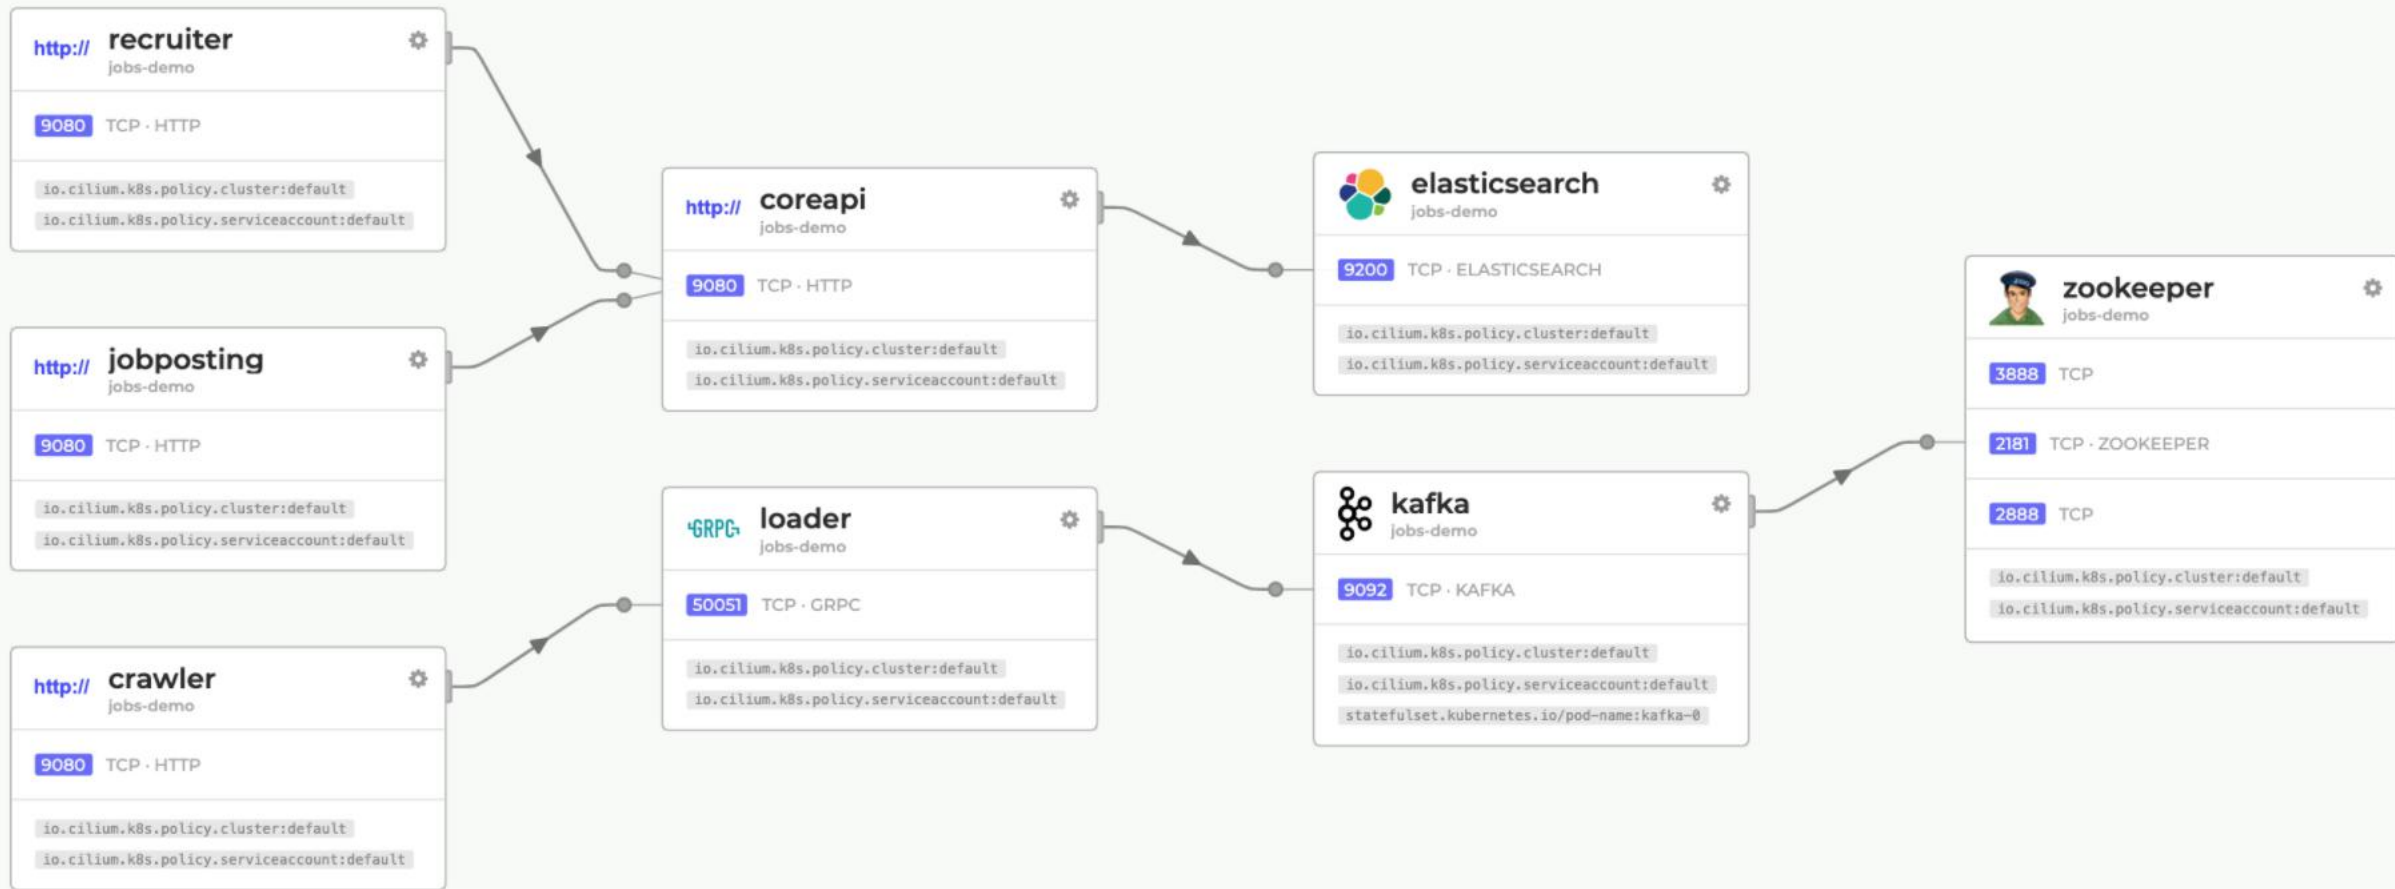 http:// recruiter
jobs-demo
9080 TCP · HTTP
io.cilium.k8s.policy.cluster:default
io.cilium.k8s.policy.serviceaccount:default
http:// jobposting
jobs-demo
9080 TCP · HTTP
io.cilium.k8s.policy.cluster:default
io.cilium.k8s.policy.serviceaccount:default
http:// crawler
jobs-demo
9080 TCP · HTTP
io.cilium.k8s.policy.cluster:default
io.cilium.k8s.policy.serviceaccount:default
http:// coreapi
jobs-demo
9080 TCP · HTTP
io.cilium.k8s.policy.cluster:default
io.cilium.k8s.policy.serviceaccount:default
GRPC loader
jobs-demo
50051 TCP · GRPC
io.cilium.k8s.policy.cluster:default
io.cilium.k8s.policy.serviceaccount:default
elasticsearch
jobs-demo
9200 TCP · ELASTICSEARCH
io.cilium.k8s.policy.cluster:default
io.cilium.k8s.policy.serviceaccount:default
kafka
jobs-demo
9092 TCP · KAFKA
io.cilium.k8s.policy.cluster:default
io.cilium.k8s.policy.serviceaccount:default
statefulset.kubernetes.io/pod-name:kafka-0
zookeeper
jobs-demo
3888 TCP
2181 TCP · ZOOKEEPER
2888 TCP
io.cilium.k8s.policy.cluster:default
io.cilium.k8s.policy.serviceaccount:default